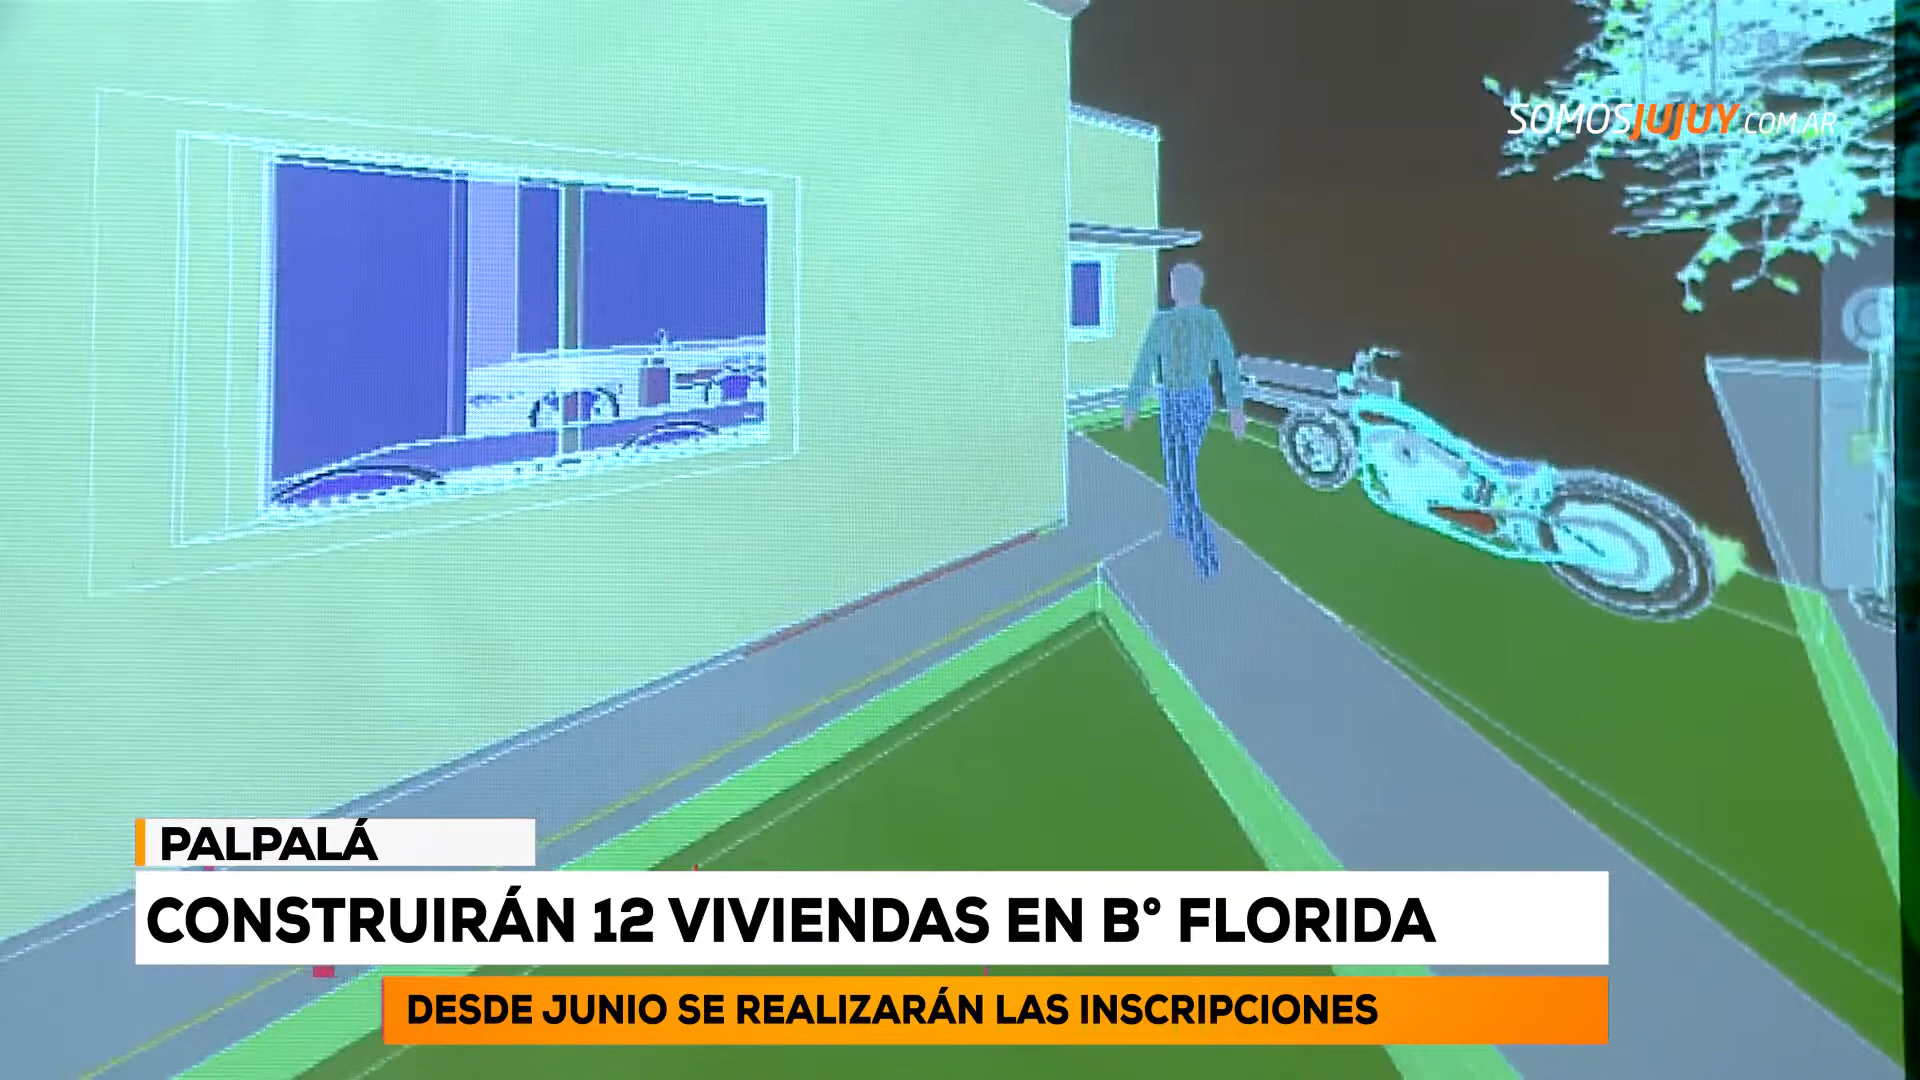 SOMOSJUJUY.COM.AR
PALPALÁ
CONSTRUIRÁN 12 VIVIENDAS EN B° FLORIDA
DESDE JUNIO SE REALIZARÁN LAS INSCRIPCIONES